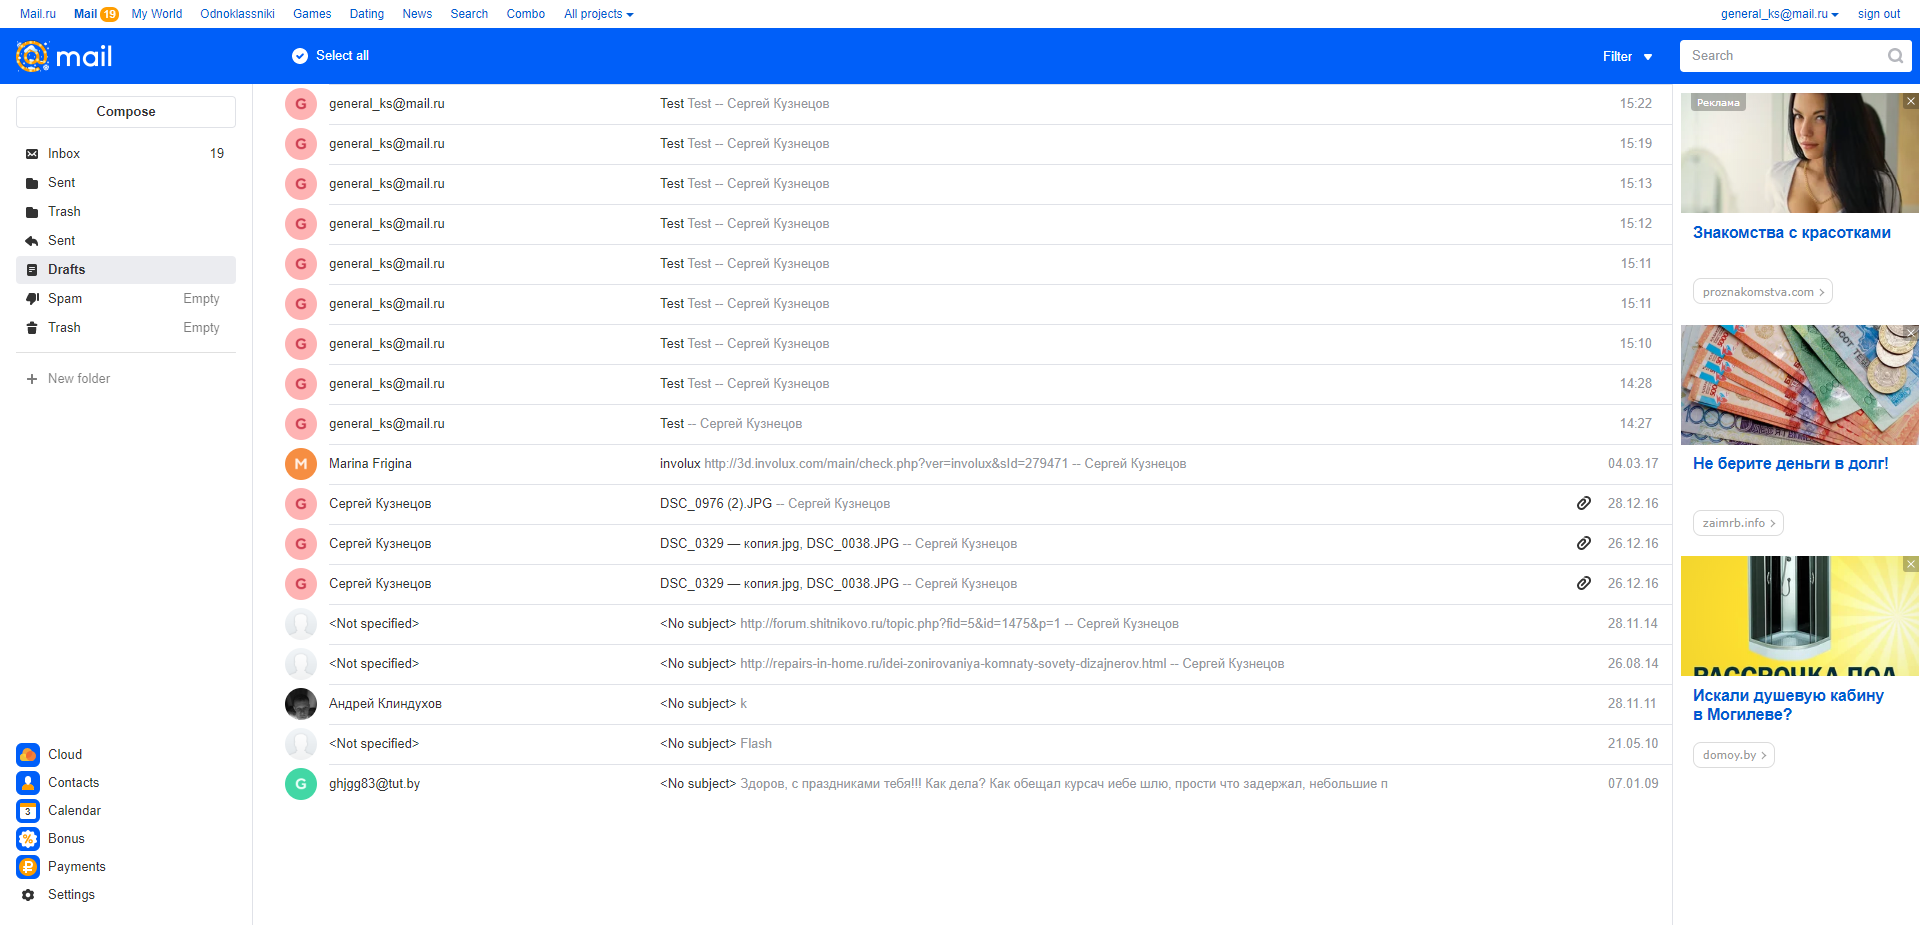 Mail.ru Mail 19 My World Odnoklassniki Games Dating News Search Combo All projects general_ks@mail.ru sign out
mail Select all Filter Search
Compose
Inbox 19
Sent
Trash
Sent
Drafts
Spam Empty
Trash Empty
New folder
Cloud
Contacts
3 Calendar
Bonus
Payments
Settings
G general_ks@mail.ru Test Test -- Сергей Кузнецов 15:22
G general_ks@mail.ru Test Test -- Сергей Кузнецов 15:19
G general_ks@mail.ru Test Test -- Сергей Кузнецов 15:13
G general_ks@mail.ru Test Test -- Сергей Кузнецов 15:12
G general_ks@mail.ru Test Test -- Сергей Кузнецов 15:11
G general_ks@mail.ru Test Test -- Сергей Кузнецов 15:11
G general_ks@mail.ru Test Test -- Сергей Кузнецов 15:10
G general_ks@mail.ru Test Test -- Сергей Кузнецов 14:28
G general_ks@mail.ru Test -- Сергей Кузнецов 14:27
M Marina Frigina involux http://3d.involux.com/main/check.php?ver=involux&sId=279471 -- Сергей Кузнецов 04.03.17
G Сергей Кузнецов DSC_0976 (2).JPG -- Сергей Кузнецов 28.12.16
G Сергей Кузнецов DSC_0329 — копия.jpg, DSC_0038.JPG -- Сергей Кузнецов 26.12.16
G Сергей Кузнецов DSC_0329 — копия.jpg, DSC_0038.JPG -- Сергей Кузнецов 26.12.16
<Not specified> <No subject> http://forum.shitnikovo.ru/topic.php?fid=5&id=1475&p=1 -- Сергей Кузнецов 28.11.14
<Not specified> <No subject> http://repairs-in-home.ru/idei-zonirovaniya-komnaty-sovety-dizajnerov.html -- Сергей Кузнецов 26.08.14
Андрей Клиндухов <No subject> k 28.11.11
<Not specified> <No subject> Flash 21.05.10
G ghjgg83@tut.by <No subject> Здоров, с праздниками тебя!!! Как дела? Как обещал курсач иебе шлю, прости что задержал, небольшие п 07.01.09
Реклама
Знакомства с красотками
proznakomstva.com
Не берите деньги в долг!
zaimrb.info
РАССРОЧКА ПОД
Искали душевую кабину
в Могилеве?
domoy.by